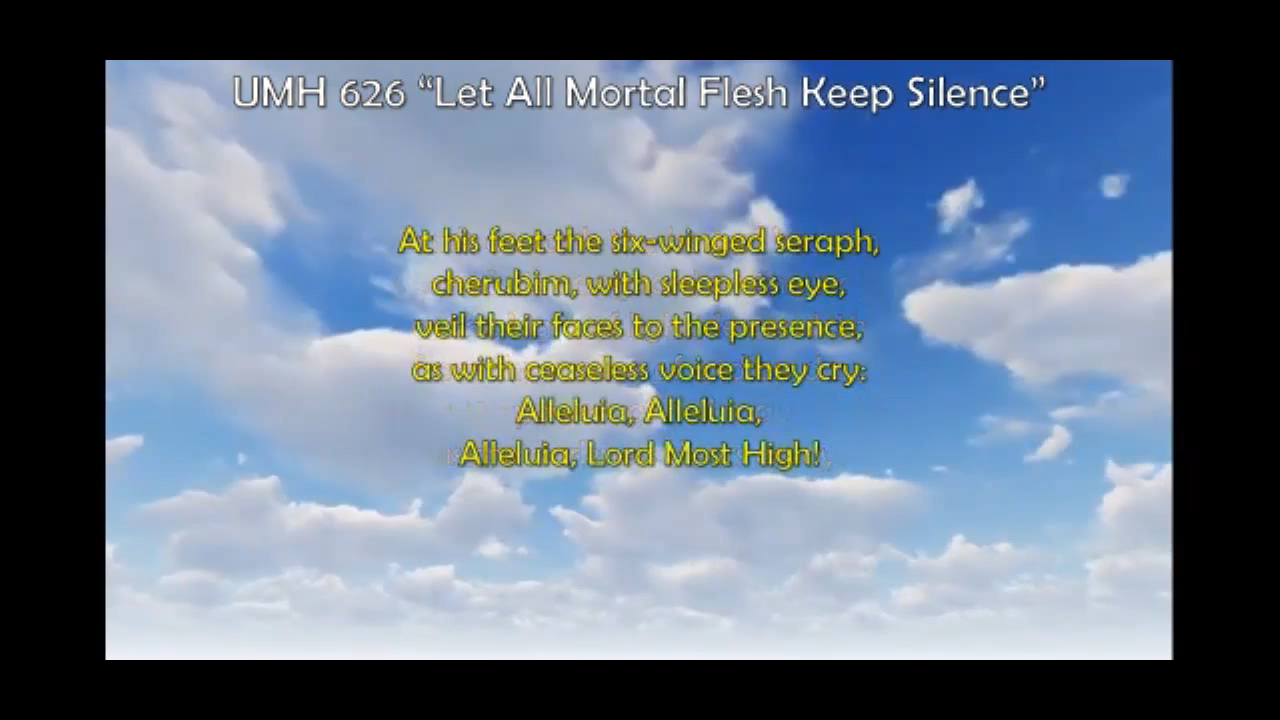 UMH 626 “Let All Mortal Flesh Keep Silence”
At his feet the six-winged seraph,
cherubim, with sleepless eye,
veil their faces to the presence,
as with ceaseless voice they cry:
Alleluia, Alleluia,
Alleluia, Lord Most High!